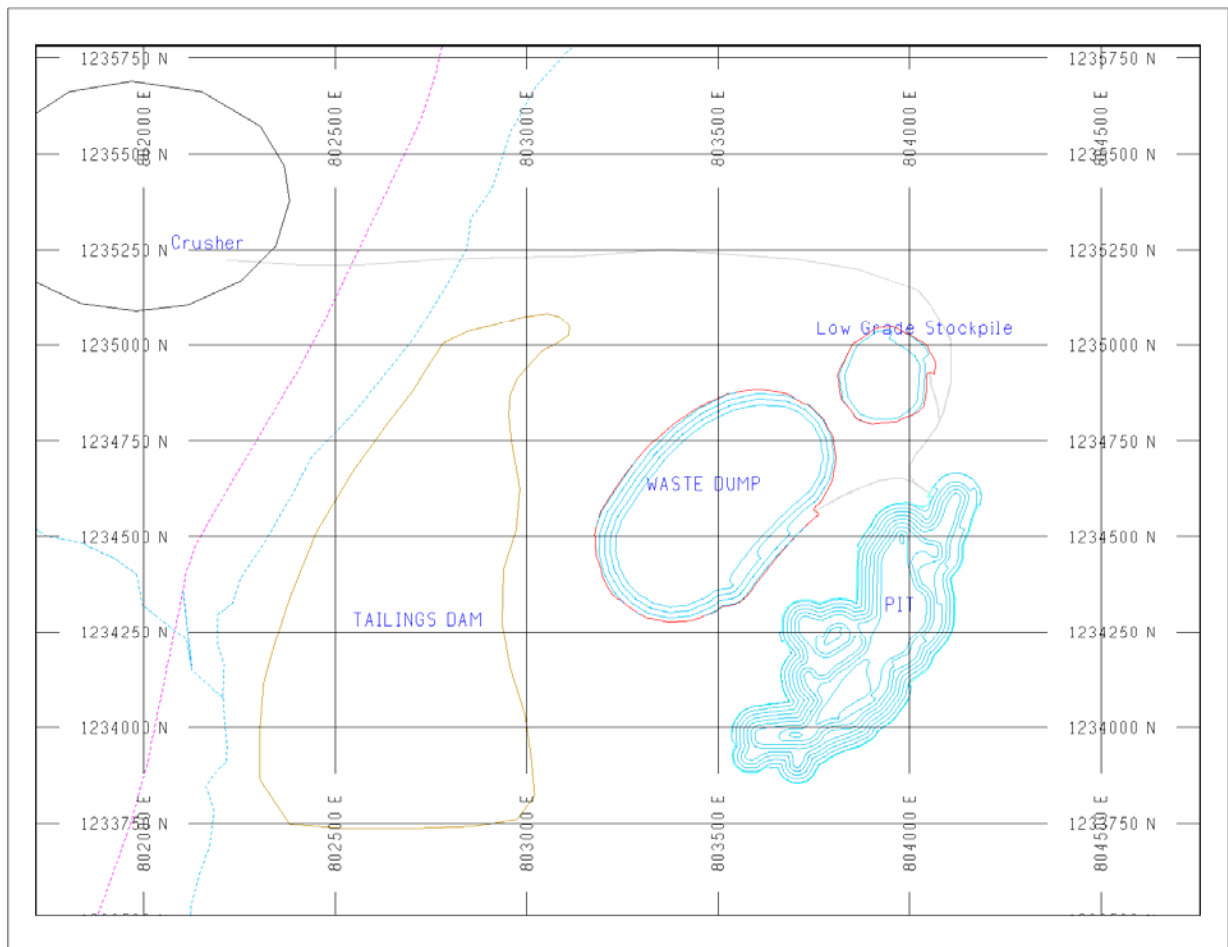 1235750 N 1235750 N
802000 E 802500 E 803000 E 803500 E 804000 E 804500 E
1235500 N 1235500 N
Crusher
1235250 N 1235250 N
Low Grade Stockpile
1235000 N 1235000 N
1234750 N 1234750 N
WASTE DUMP
1234500 N 1234500 N
PIT
TAILINGS DAM
1234250 N 1234250 N
1234000 N 1234000 N
1233750 N 1233750 N
802000 E 802500 E 803000 E 803500 E 804000 E 804500 E